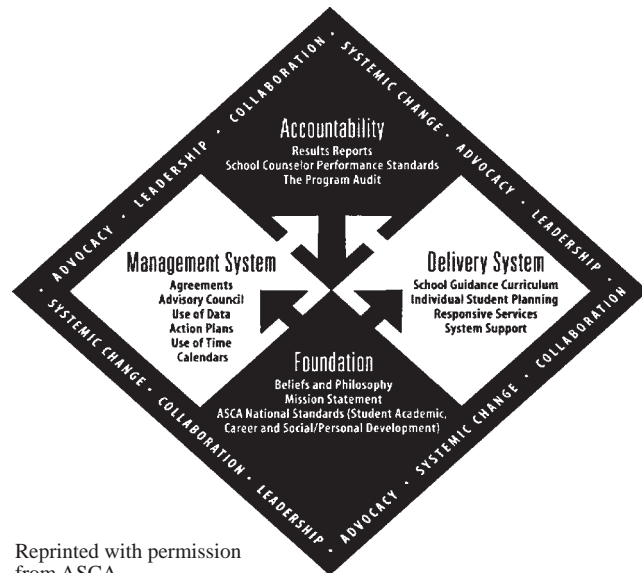 COLLABORATION · SYSTEMIC CHANGE · ADVOCACY · LEADERSHIP ·
ADVOCACY · LEADERSHIP ·
Accountability
Results Reports
School Counselor Performance Standards
The Program Audit
Management System
Agreements
Advisory Council
Use of Data
Action Plans
Use of Time
Calendars
Delivery System
School Guidance Curriculum
Individual Student Planning
Responsive Services
System Support
Foundation
Beliefs and Philosophy
Mission Statement
ASCA National Standards (Student Academic,
Career and Social/Personal Development)
· SYSTEMIC CHANGE · COLLABORATION · LEADERSHIP ·
· ADVOCACY · SYSTEMIC CHANGE · COLLABORATION
Reprinted with permission
from ASCA